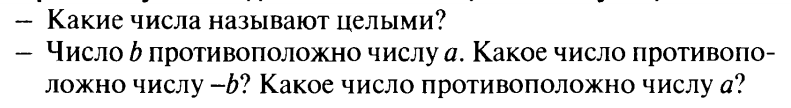 – Какие числа называют целыми?
– Число b противоположно числу a. Какое число противопо-
ложно числу –b? Какое число противоположно числу a?